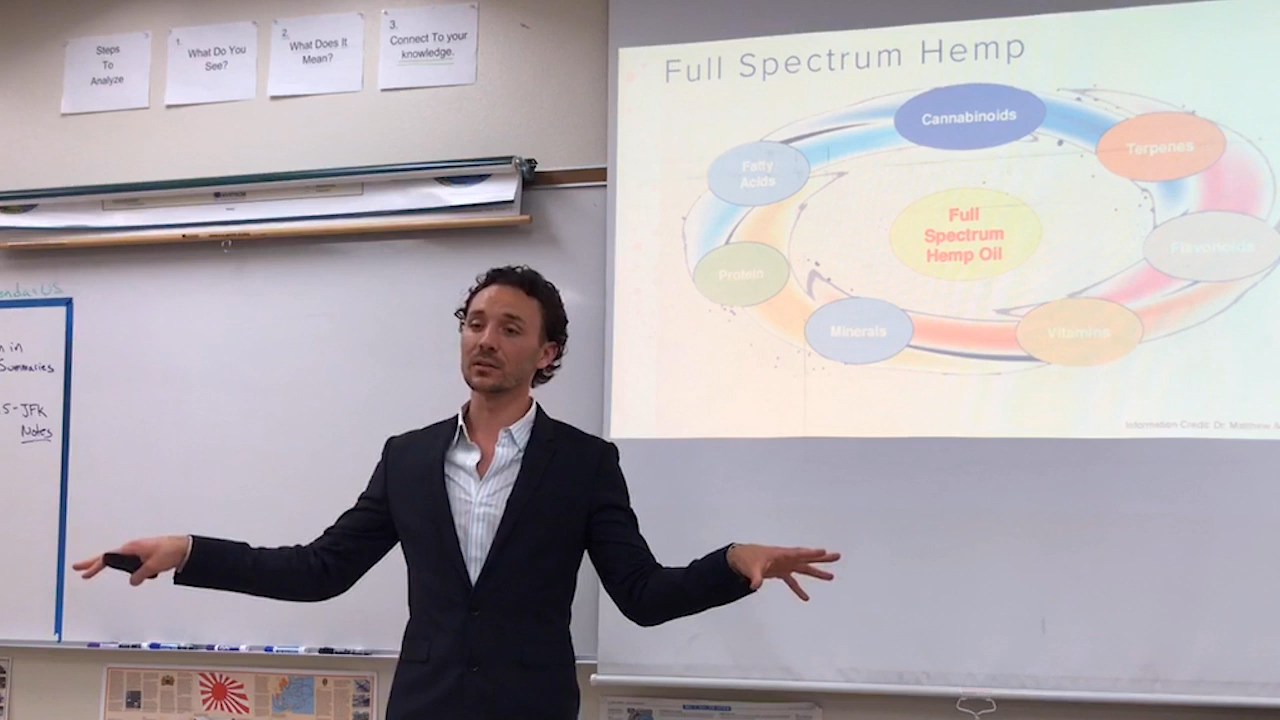 Steps
To
Analyze
1.
What Do You
See?
2.
What Does It
Mean?
3.
Connect To your
knowledge.
Full Spectrum Hemp
Cannabinoids
Terpenes
Fatty
Acids
Full
Spectrum
Hemp Oil
Flavonoids
Protein
Minerals
Vitamins
Information Credit: Dr. Matthew
US
in
Summaries
JFK
Notes